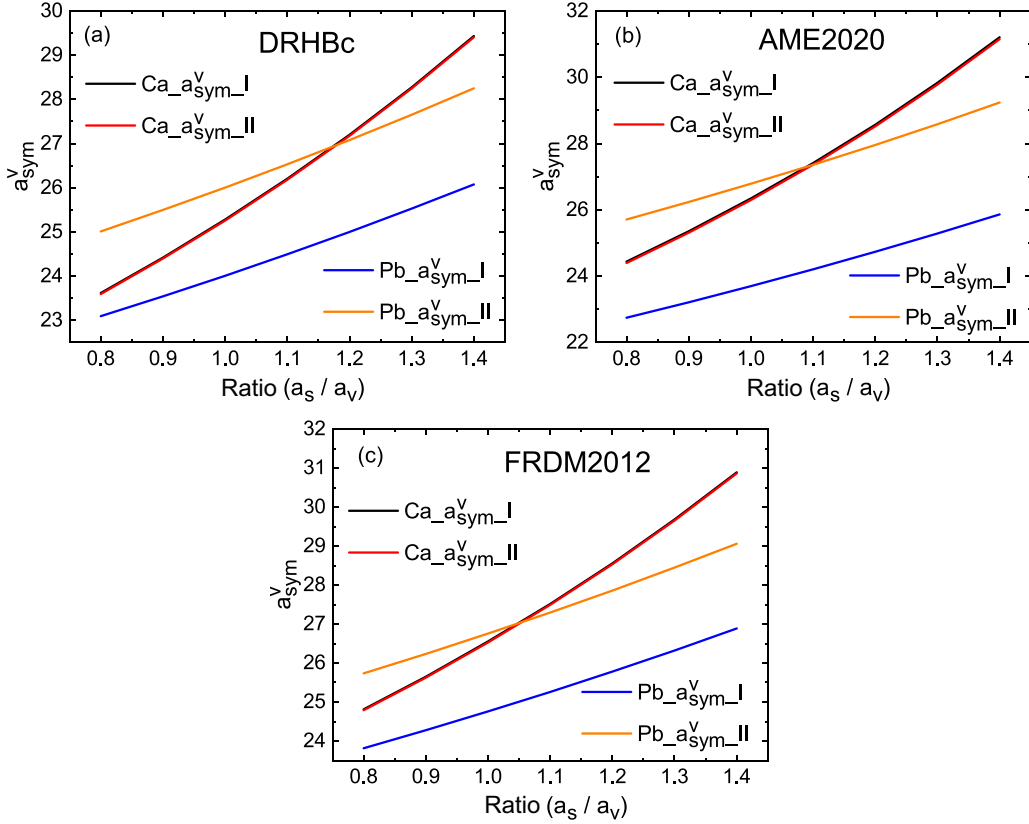 (a) DRHBc
Ca_a^v_sym_I
Ca_a^v_sym_II
Pb_a^v_sym_I
Pb_a^v_sym_II
a^v_sym
30
29
28
27
26
25
24
23
0.8 0.9 1.0 1.1 1.2 1.3 1.4
Ratio (a_s / a_v)
(b) AME2020
Ca_a^v_sym_I
Ca_a^v_sym_II
Pb_a^v_sym_I
Pb_a^v_sym_II
a^v_sym
32
30
28
26
24
22
0.8 0.9 1.0 1.1 1.2 1.3 1.4
Ratio (a_s / a_v)
(c) FRDM2012
Ca_a^v_sym_I
Ca_a^v_sym_II
Pb_a^v_sym_I
Pb_a^v_sym_II
a^v_sym
32
31
30
29
28
27
26
25
24
0.8 0.9 1.0 1.1 1.2 1.3 1.4
Ratio (a_s / a_v)